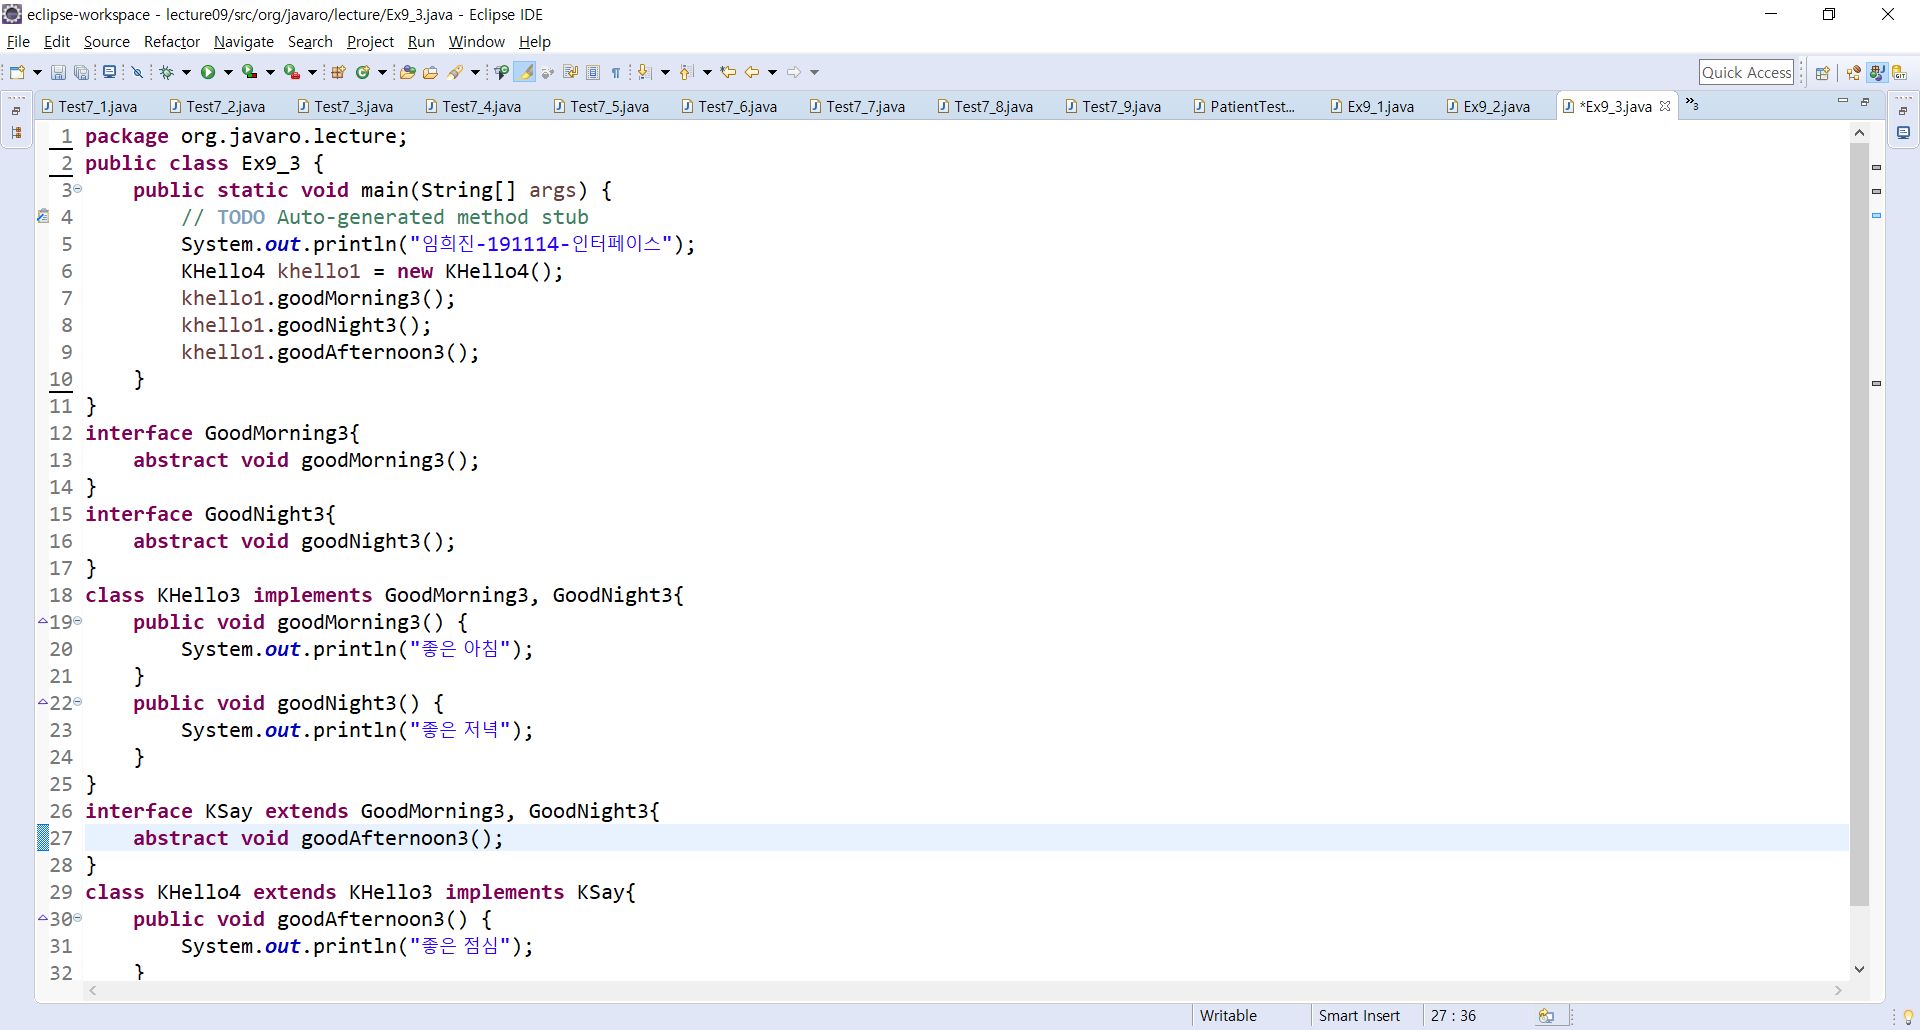 eclipse-workspace - lecture09/src/org/javaro/lecture/Ex9_3.java - Eclipse IDE
File Edit Source Refactor Navigate Search Project Run Window Help
Quick Access
Test7_1.java Test7_2.java Test7_3.java Test7_4.java Test7_5.java Test7_6.java Test7_7.java Test7_8.java Test7_9.java PatientTest... Ex9_1.java Ex9_2.java *Ex9_3.java »3
1 package org.javaro.lecture;
2 public class Ex9_3 {
3 public static void main(String[] args) {
4 // TODO Auto-generated method stub
5 System.out.println("임희진-191114-인터페이스");
6 KHello4 khello1 = new KHello4();
7 khello1.goodMorning3();
8 khello1.goodNight3();
9 khello1.goodAfternoon3();
10 }
11 }
12 interface GoodMorning3{
13 abstract void goodMorning3();
14 }
15 interface GoodNight3{
16 abstract void goodNight3();
17 }
18 class KHello3 implements GoodMorning3, GoodNight3{
19 public void goodMorning3() {
20 System.out.println("좋은 아침");
21 }
22 public void goodNight3() {
23 System.out.println("좋은 저녁");
24 }
25 }
26 interface KSay extends GoodMorning3, GoodNight3{
27 abstract void goodAfternoon3();
28 }
29 class KHello4 extends KHello3 implements KSay{
30 public void goodAfternoon3() {
31 System.out.println("좋은 점심");
32 }
Writable Smart Insert 27 : 36